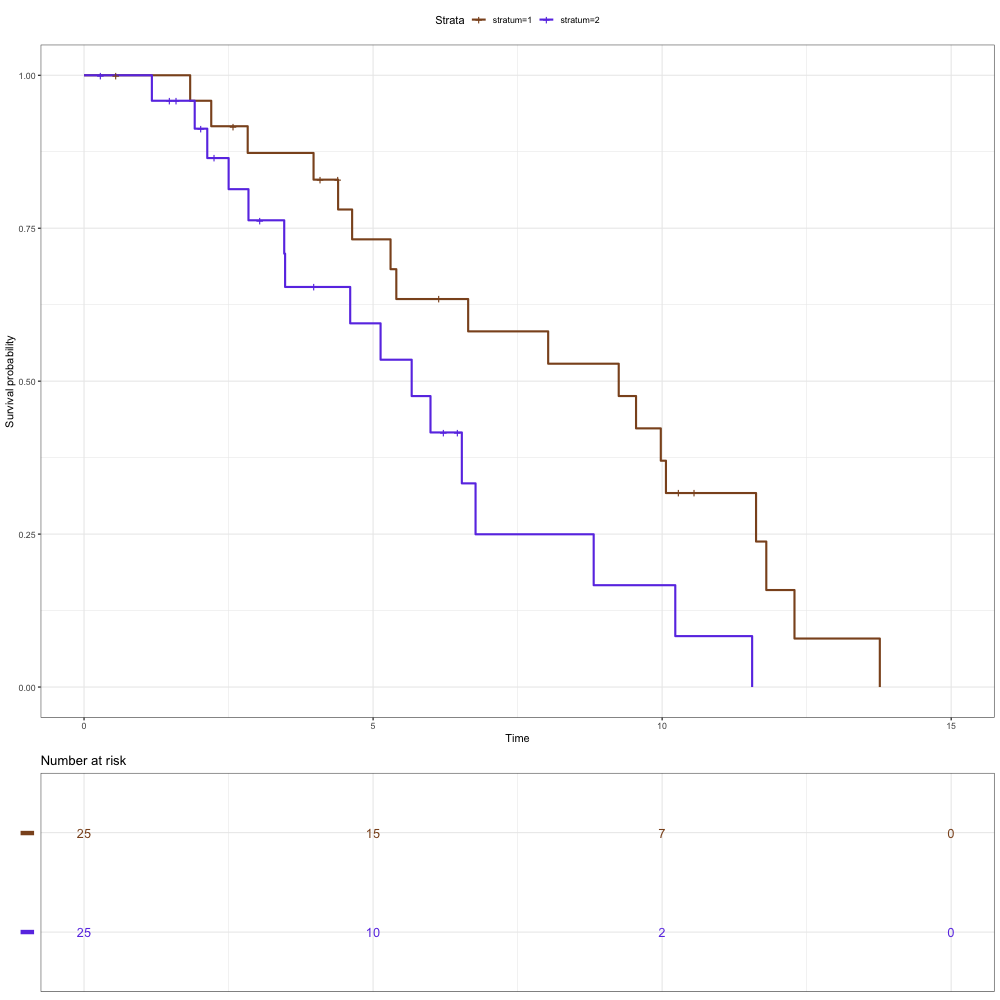 Strata stratum=1 stratum=2
1.00
0.75
0.50
0.25
0.00
Survival probability
0 5 10 15
Time
Number at risk
25 15 7 0
25 10 2 0